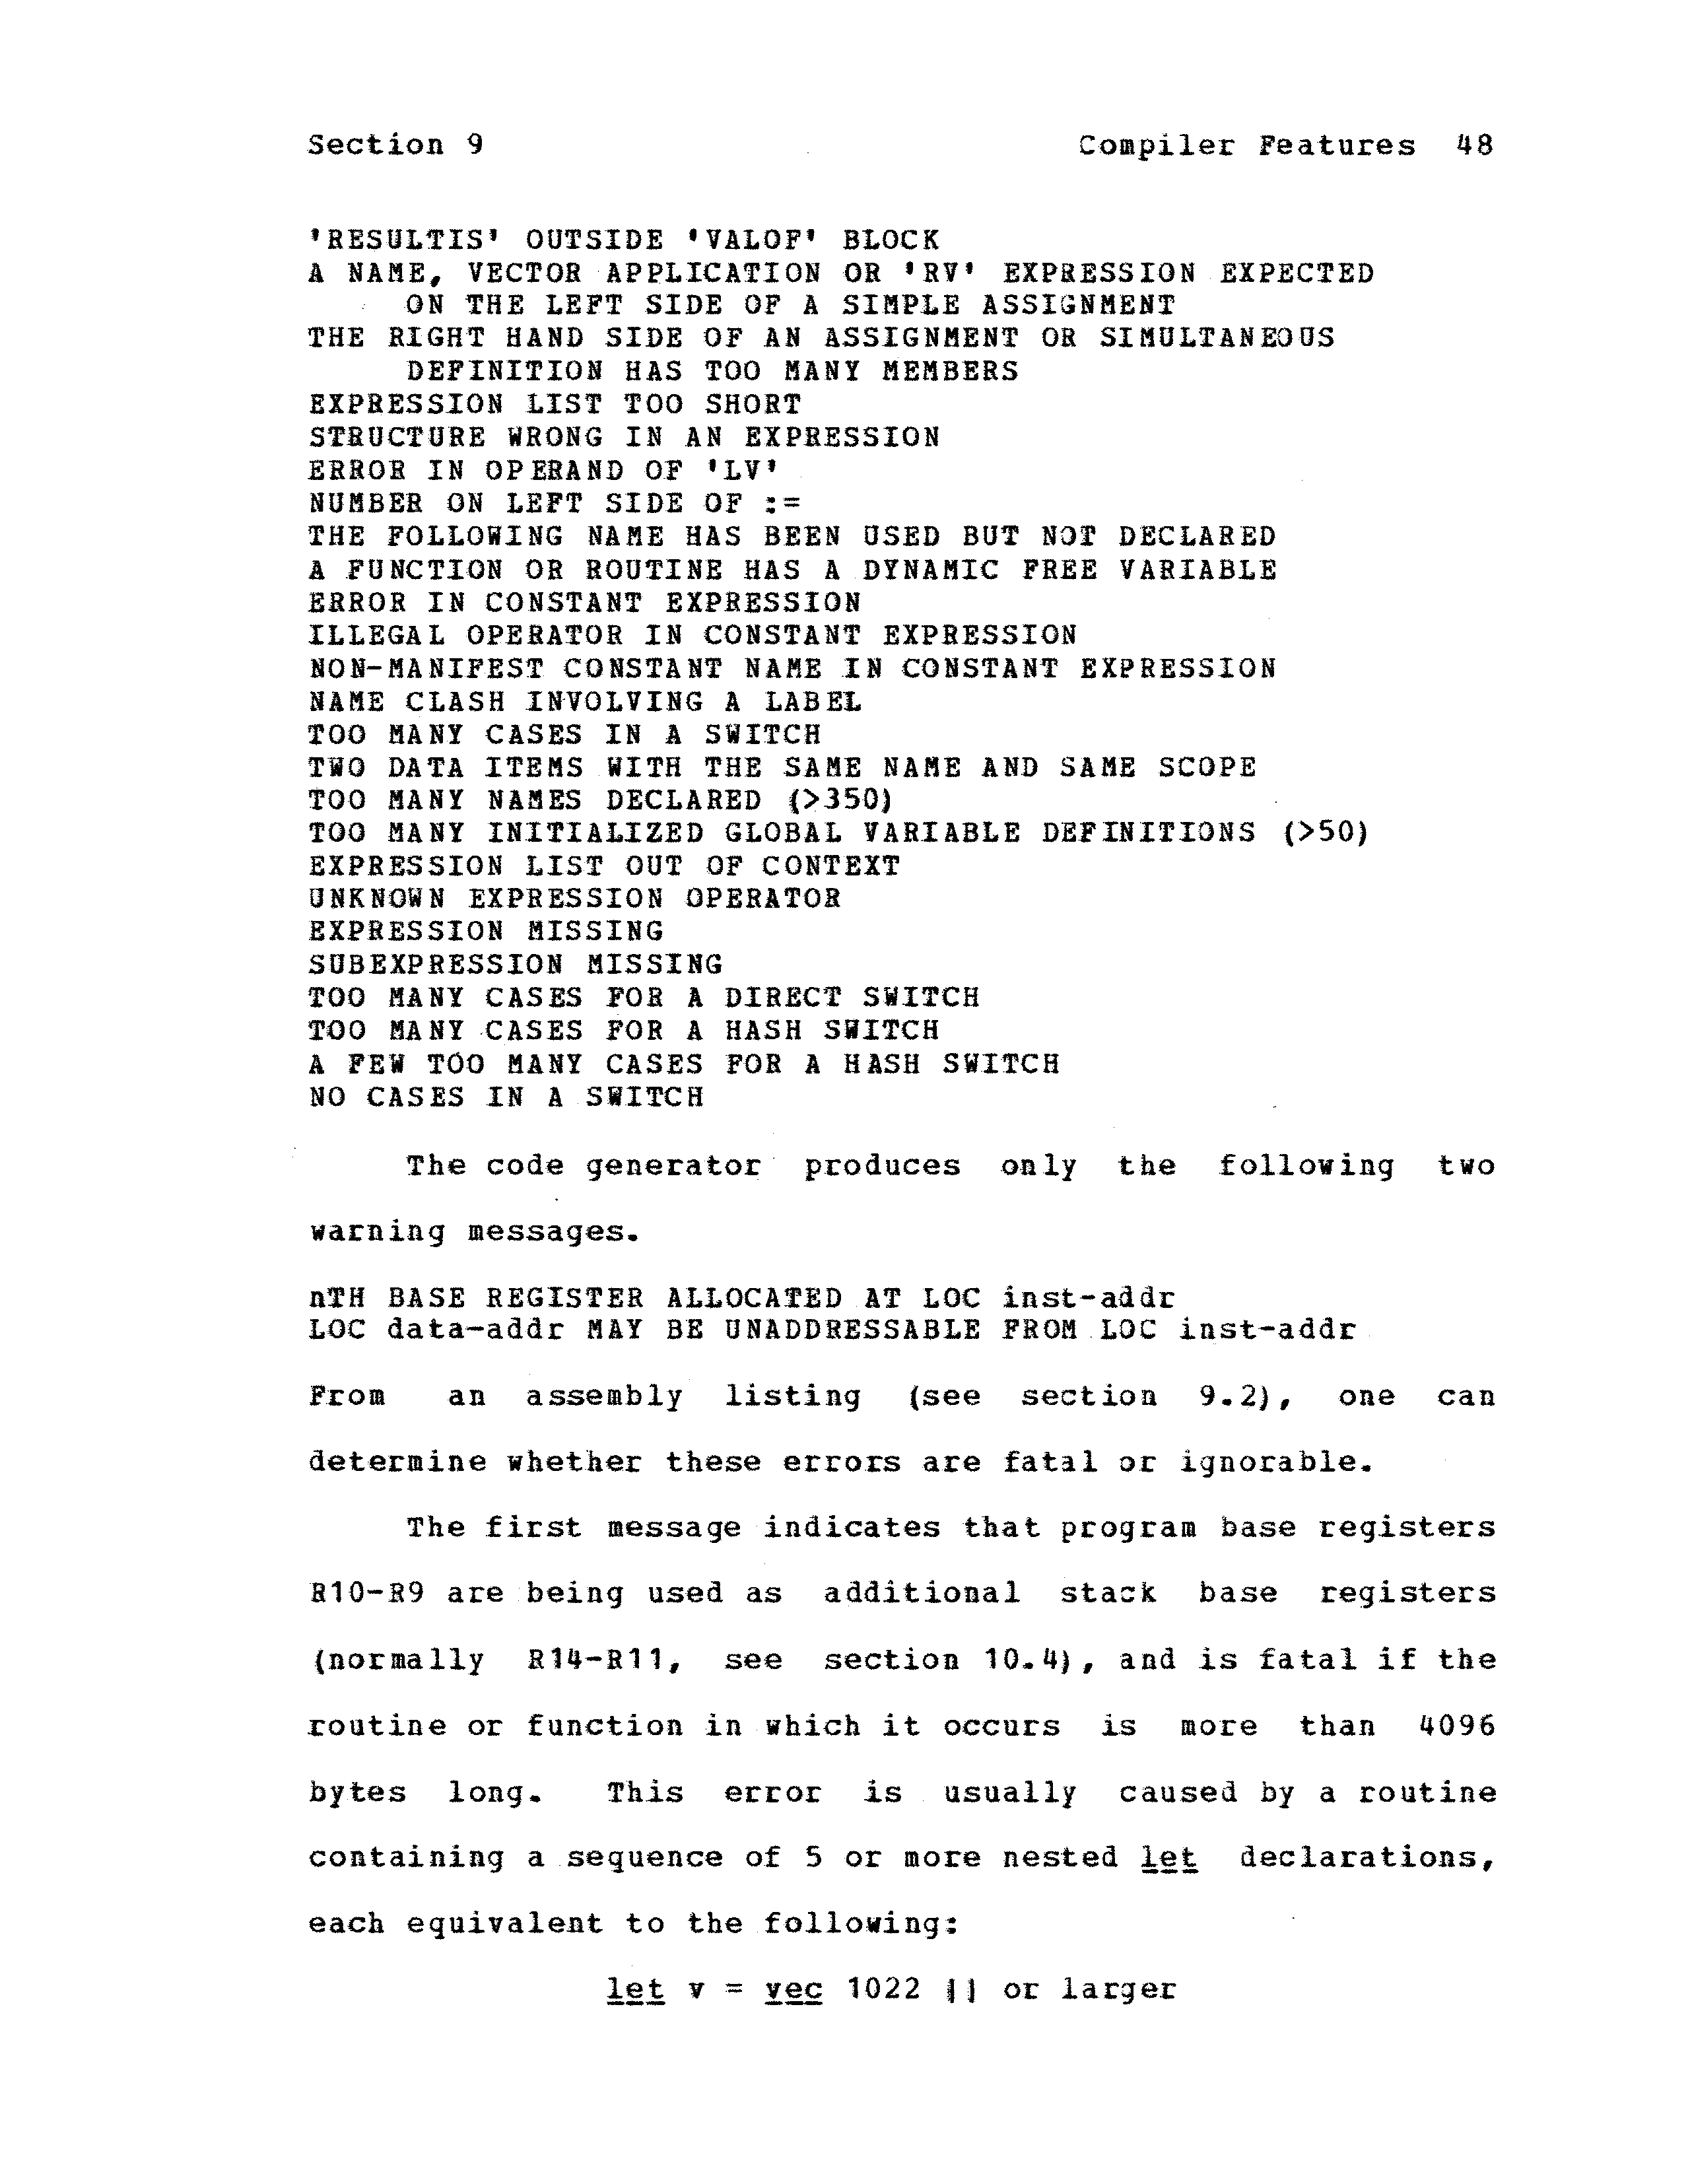 Section 9 Compiler Features 48
'RESULTIS' OUTSIDE 'VALOF' BLOCK
A NAME, VECTOR APPLICATION OR 'RV' EXPRESSION EXPECTED
ON THE LEFT SIDE OF A SIMPLE ASSIGNMENT
THE RIGHT HAND SIDE OF AN ASSIGNMENT OR SIMULTANEOUS
DEFINITION HAS TOO MANY MEMBERS
EXPRESSION LIST TOO SHORT
STRUCTURE WRONG IN AN EXPRESSION
ERROR IN OPERAND OF 'LV'
NUMBER ON LEFT SIDE OF :=
THE FOLLOWING NAME HAS BEEN USED BUT NOT DECLARED
A FUNCTION OR ROUTINE HAS A DYNAMIC FREE VARIABLE
ERROR IN CONSTANT EXPRESSION
ILLEGAL OPERATOR IN CONSTANT EXPRESSION
NON-MANIFEST CONSTANT NAME IN CONSTANT EXPRESSION
NAME CLASH INVOLVING A LABEL
TOO MANY CASES IN A SWITCH
TWO DATA ITEMS WITH THE SAME NAME AND SAME SCOPE
TOO MANY NAMES DECLARED (>350)
TOO MANY INITIALIZED GLOBAL VARIABLE DEFINITIONS (>50)
EXPRESSION LIST OUT OF CONTEXT
UNKNOWN EXPRESSION OPERATOR
EXPRESSION MISSING
SUBEXPRESSION MISSING
TOO MANY CASES FOR A DIRECT SWITCH
TOO MANY CASES FOR A HASH SWITCH
A FEW TOO MANY CASES FOR A HASH SWITCH
NO CASES IN A SWITCH
The code generator produces only the following two
warning messages.
nTH BASE REGISTER ALLOCATED AT LOC inst-addr
LOC data-addr MAY BE UNADDRESSABLE FROM LOC inst-addr
From an assembly listing (see section 9.2), one can
determine whether these errors are fatal or ignorable.
The first message indicates that program base registers
R10-R9 are being used as additional stack base registers
(normally R14-R11, see section 10.4), and is fatal if the
routine or function in which it occurs is more than 4096
bytes long. This error is usually caused by a routine
containing a sequence of 5 or more nested let declarations,
each equivalent to the following:
let v = vec 1022 || or larger